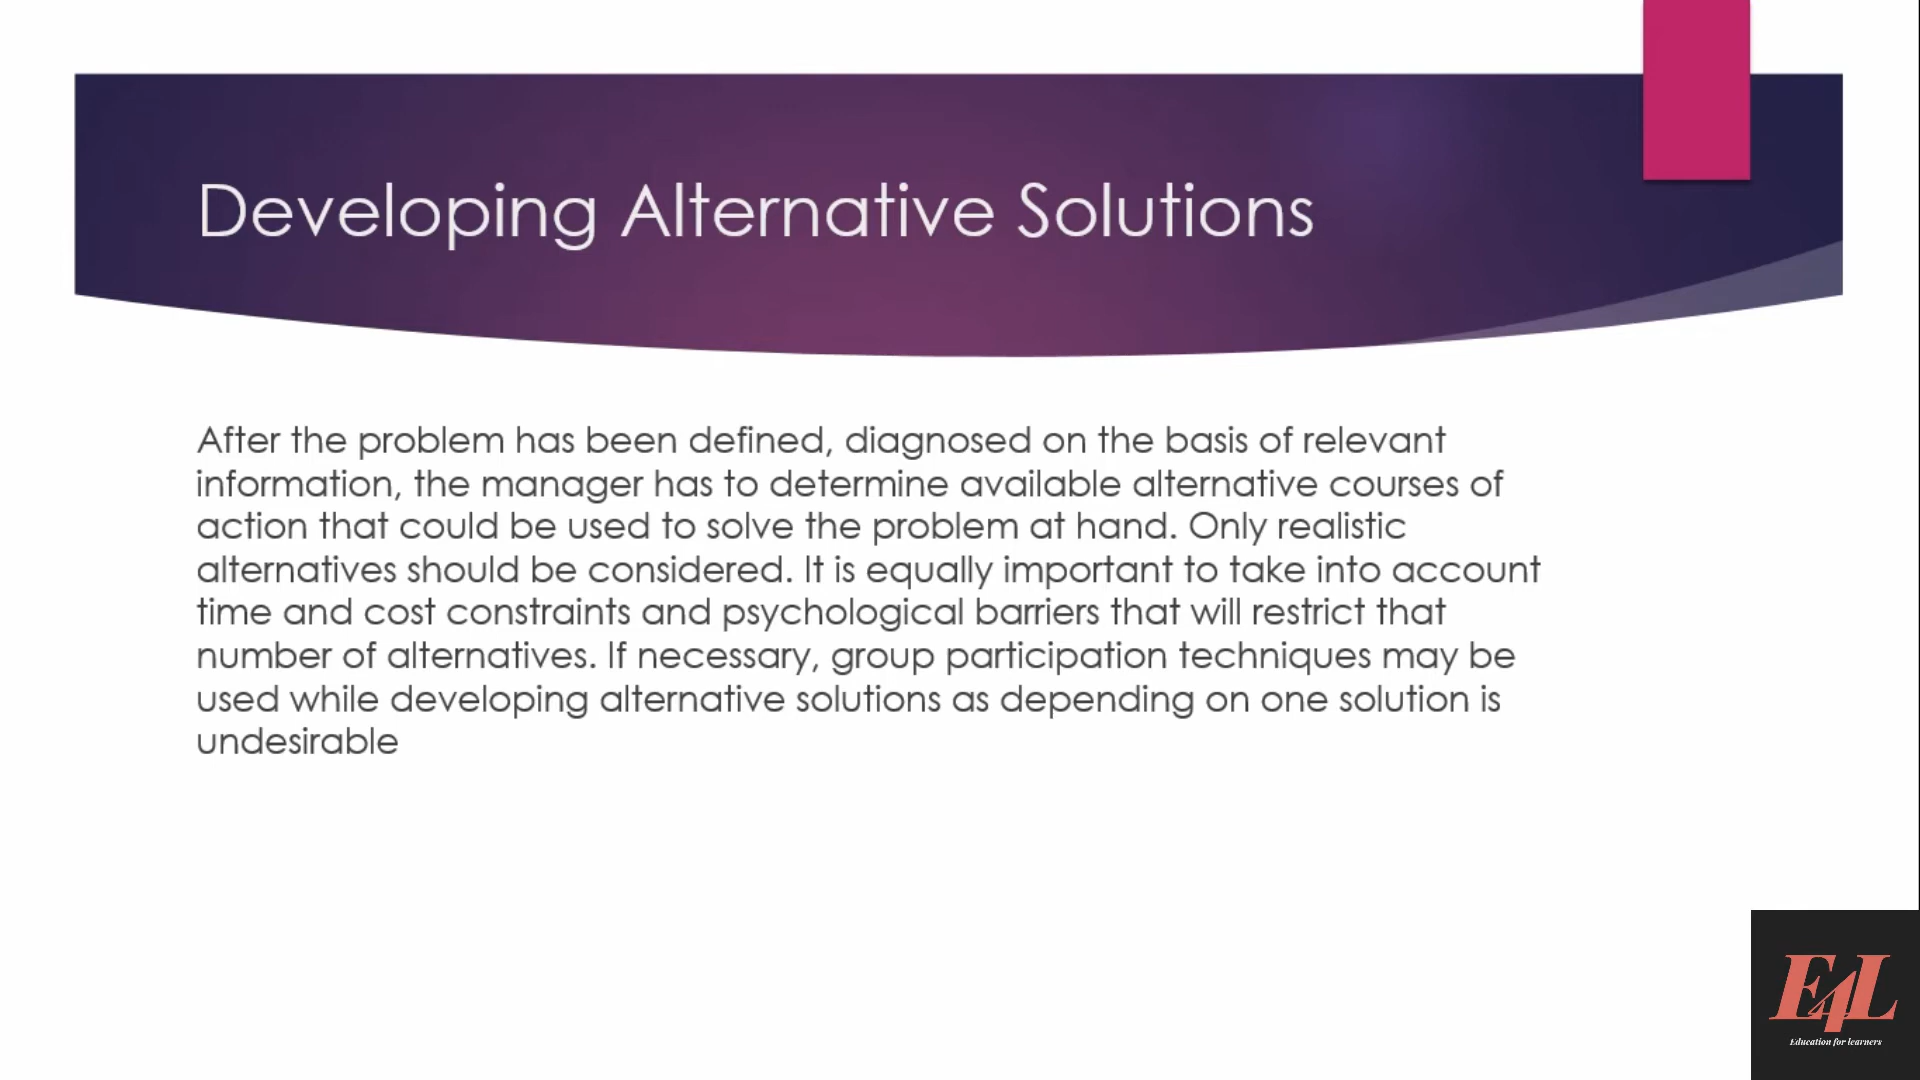 Developing Alternative Solutions
After the problem has been defined, diagnosed on the basis of relevant
information, the manager has to determine available alternative courses of
action that could be used to solve the problem at hand. Only realistic
alternatives should be considered. It is equally important to take into account
time and cost constraints and psychological barriers that will restrict that
number of alternatives. If necessary, group participation techniques may be
used while developing alternative solutions as depending on one solution is
undesirable
E4L
Education for learners